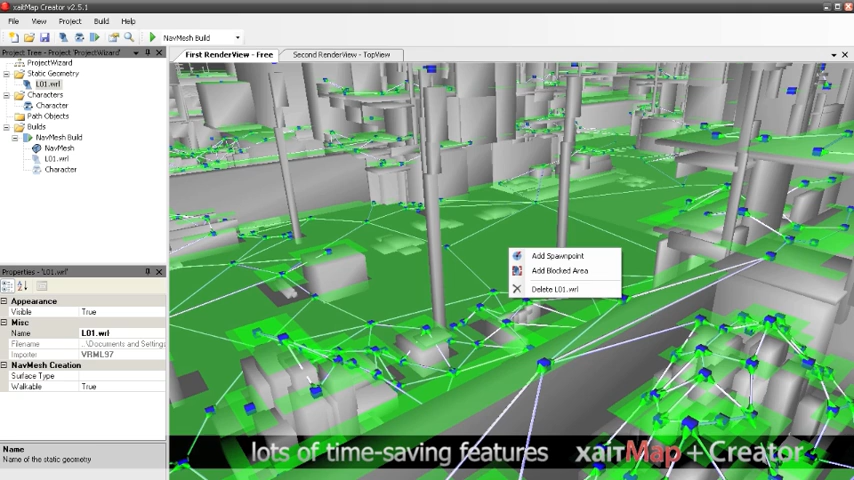 xaitMap Creator v2.5.1
File View Project Build Help
NavMesh Build
Project Tree - Project 'ProjectWizard'
ProjectWizard
Static Geometry
L01.wrl
Characters
Character
Path Objects
Builds
NavMesh Build
NavMesh
L01.wrl
Character
First RenderView - Free Second RenderView - TopView
Add Spawnpoint
Add Blocked Area
Delete L01.wrl
Properties - 'L01.wrl'
Appearance
Visible True
Misc
Name L01.wrl
Filename ..\Documents and Settings
Importer VRML97
NavMesh Creation
Surface Type
Walkable True
Name
Name of the static geometry
lots of time-saving features xaitMap + Creator